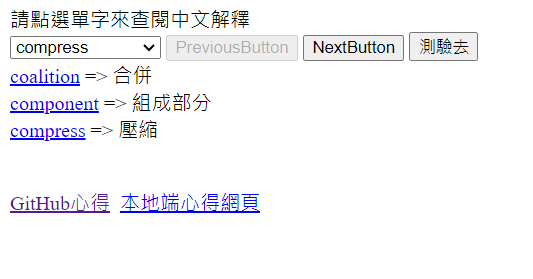 請點選單字來查閱中文解釋
compress PreviousButton NextButton 測驗去
coalition => 合併
component => 組成部分
compress => 壓縮
GitHub心得 本地端心得網頁